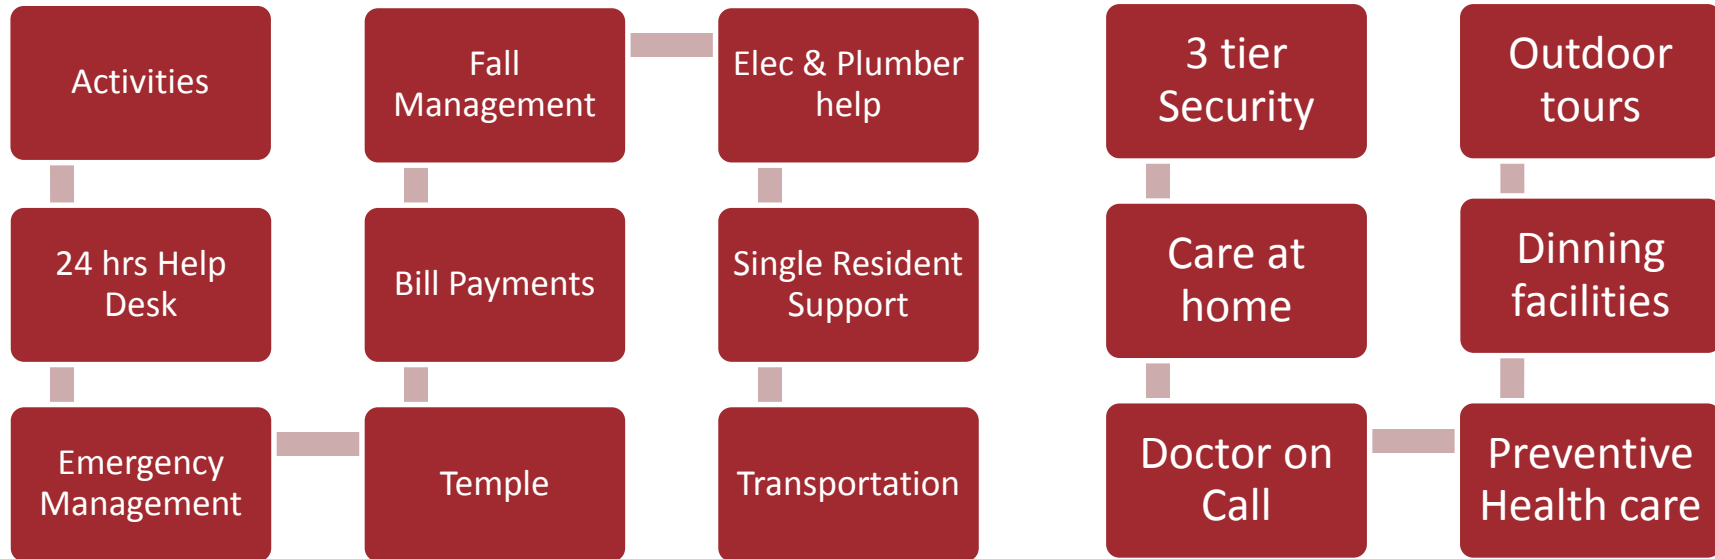 Activities
24 hrs Help
Desk
Emergency
Management
Temple
Bill Payments
Fall
Management
Elec & Plumber
help
Single Resident
Support
Transportation
3 tier
Security
Care at
home
Doctor on
Call
Preventive
Health care
Dinning
facilities
Outdoor
tours